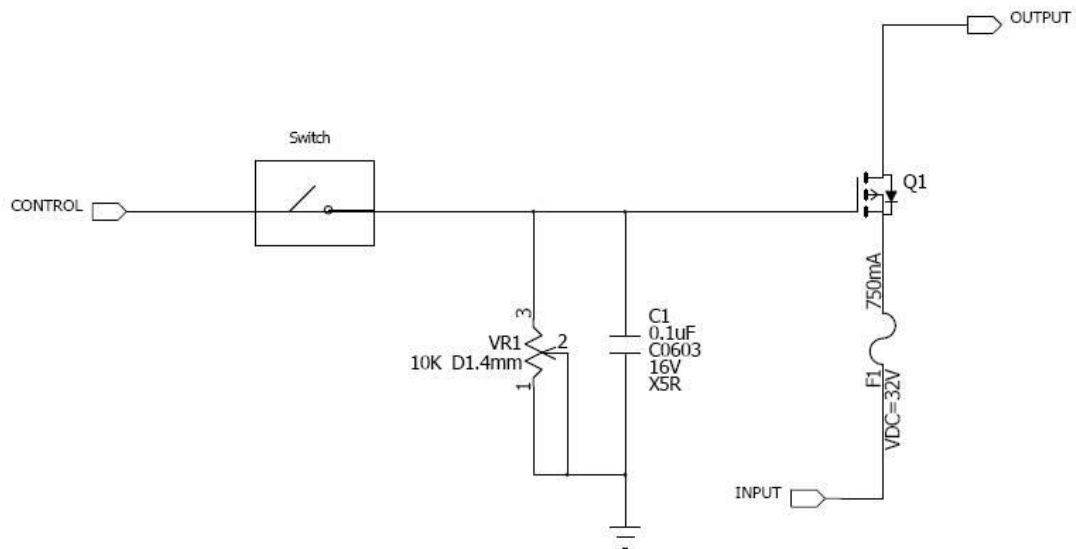 OUTPUT
Switch
Q1
CONTROL
750mA
3
VR1
2
10K D1.4mm
1
C1
0.1uF
C0603
16V
X5R
F1
VDC=32V
INPUT